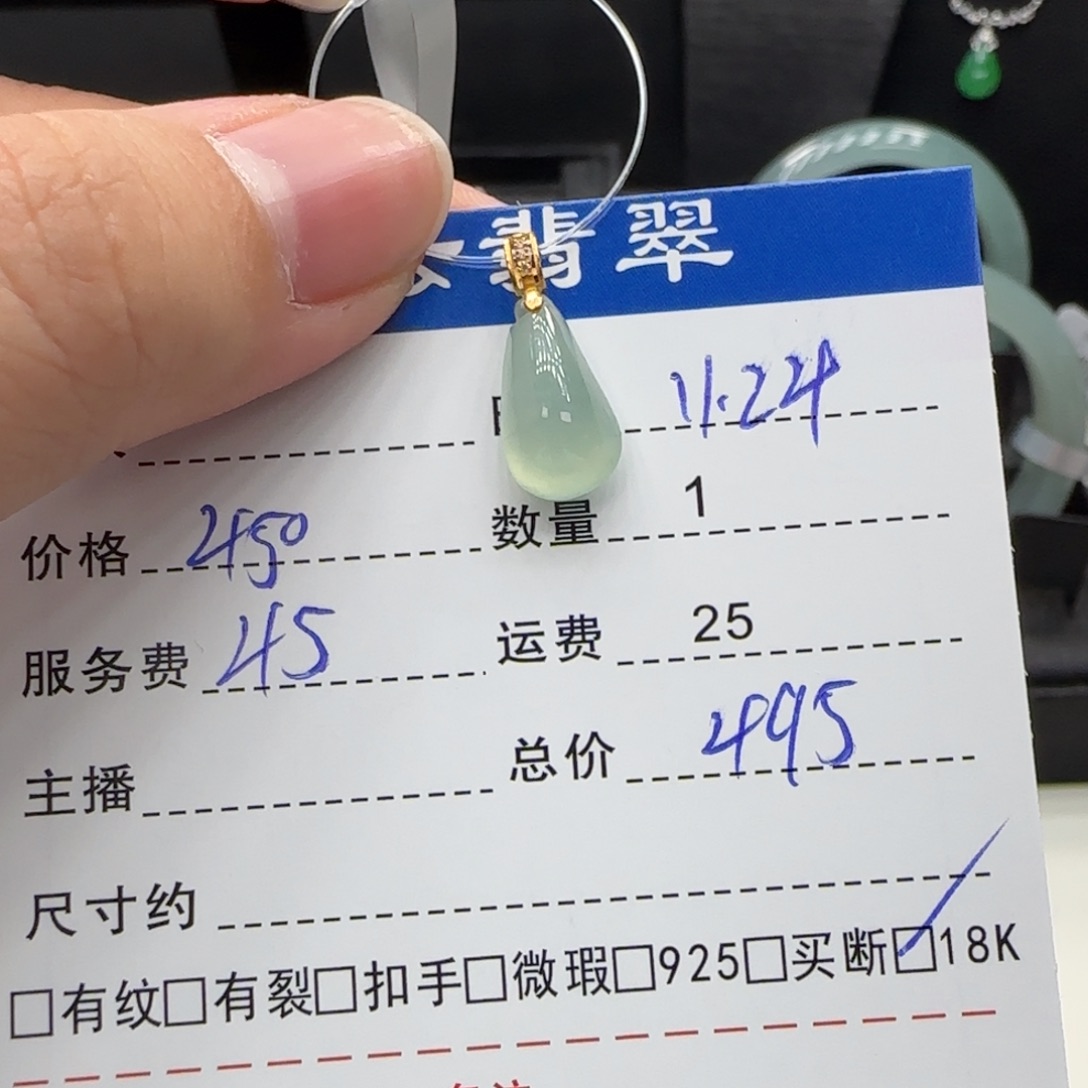 翡翠
11.24
价格 450 数量 1
服务费 45 运费 25
主播 总价 495
尺寸约
□有纹□有裂□扣手□微瑕□925□买断□18K